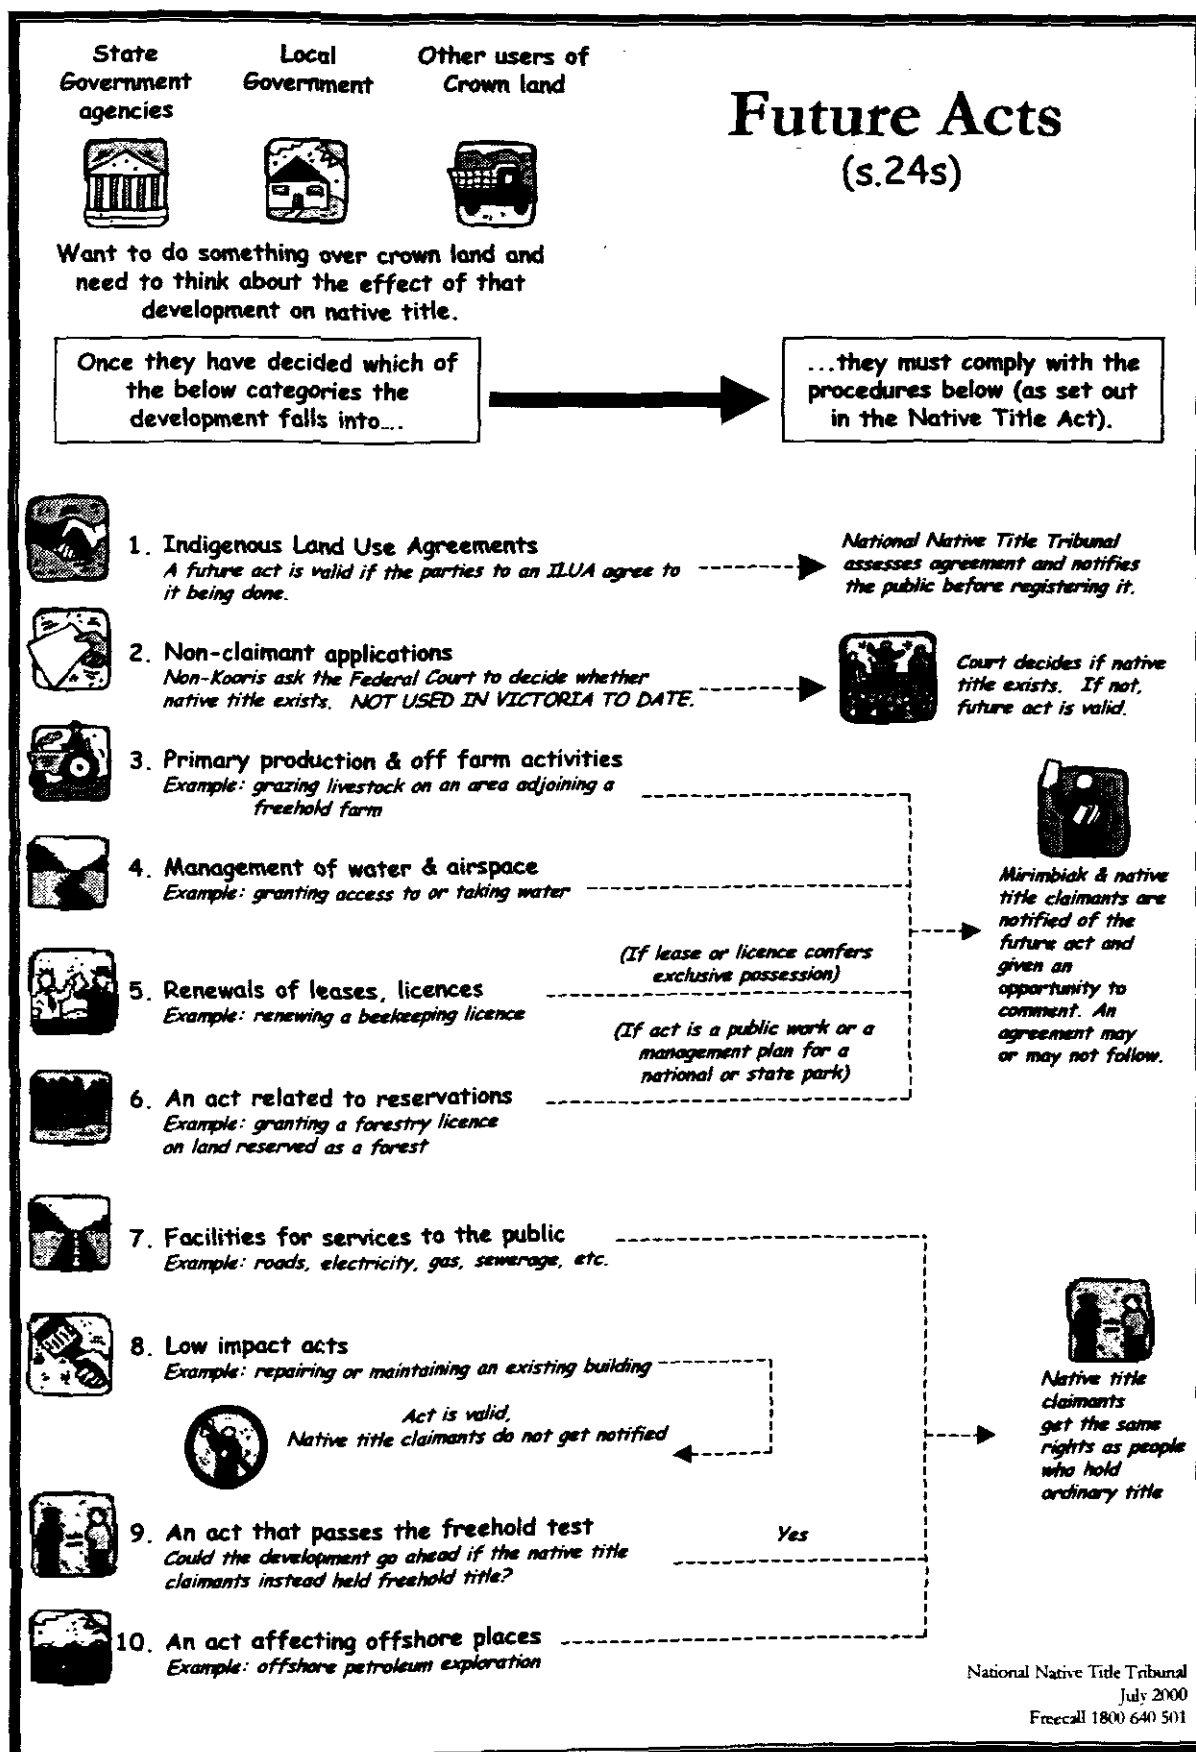 State
Government
agencies
Local
Government
Other users of
Crown land
Future Acts
(s.24s)
Want to do something over crown land and
need to think about the effect of that
development on native title.
Once they have decided which of
the below categories the
development falls into....
...they must comply with the
procedures below (as set out
in the Native Title Act).
1. Indigenous Land Use Agreements
A future act is valid if the parties to an ILUA agree to
it being done.
National Native Title Tribunal
assesses agreement and notifies
the public before registering it.
2. Non-claimant applications
Non-Kooris ask the Federal Court to decide whether
native title exists. NOT USED IN VICTORIA TO DATE.
Court decides if native
title exists. If not,
future act is valid.
3. Primary production & off farm activities
Example: grazing livestock on an area adjoining a
freehold farm
4. Management of water & airspace
Example: granting access to or taking water
Mirimbiak & native
title claimants are
notified of the
future act and
given an
opportunity to
comment. An
agreement may
or may not follow.
(If lease or licence confers
exclusive possession)
5. Renewals of leases, licences
Example: renewing a beekeeping licence
(If act is a public work or a
management plan for a
national or state park)
6. An act related to reservations
Example: granting a forestry licence
on land reserved as a forest
7. Facilities for services to the public
Example: roads, electricity, gas, sewerage, etc.
8. Low impact acts
Example: repairing or maintaining an existing building
Act is valid,
Native title claimants do not get notified
Native title
claimants
get the same
rights as people
who hold
ordinary title
9. An act that passes the freehold test
Could the development go ahead if the native title
claimants instead held freehold title?
Yes
10. An act affecting offshore places
Example: offshore petroleum exploration
National Native Title Tribunal
July 2000
Freecall 1800 640 501